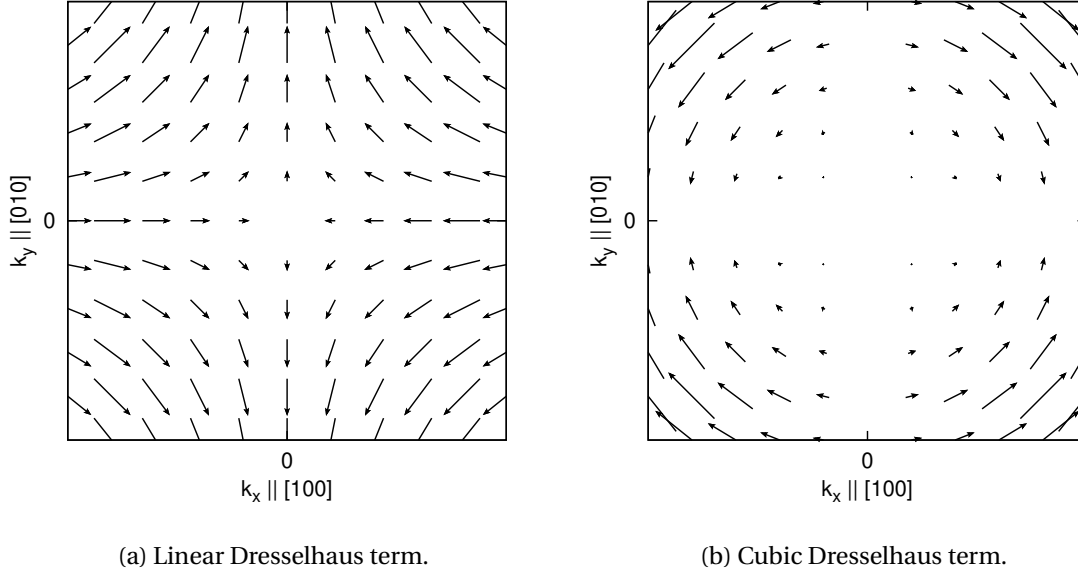 k_y || [010]
0
0
k_x || [100]
(a) Linear Dresselhaus term.
k_y || [010]
0
0
k_x || [100]
(b) Cubic Dresselhaus term.